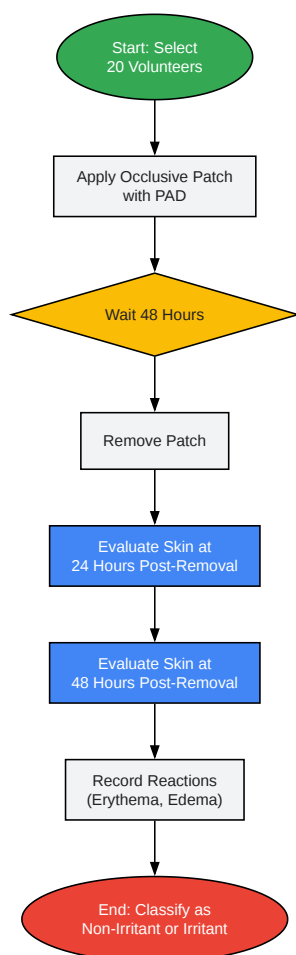 Start: Select
20 Volunteers
Apply Occlusive Patch
with PAD
Wait 48 Hours
Remove Patch
Evaluate Skin at
24 Hours Post-Removal
Evaluate Skin at
48 Hours Post-Removal
Record Reactions
(Erythema, Edema)
End: Classify as
Non-Irritant or Irritant